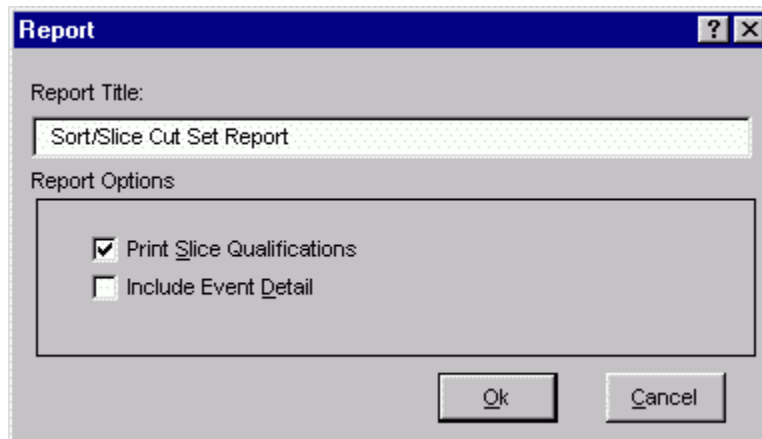 Report
Report Title:
Sort/Slice Cut Set Report
Report Options
Print Slice Qualifications
Include Event Detail
Ok Cancel